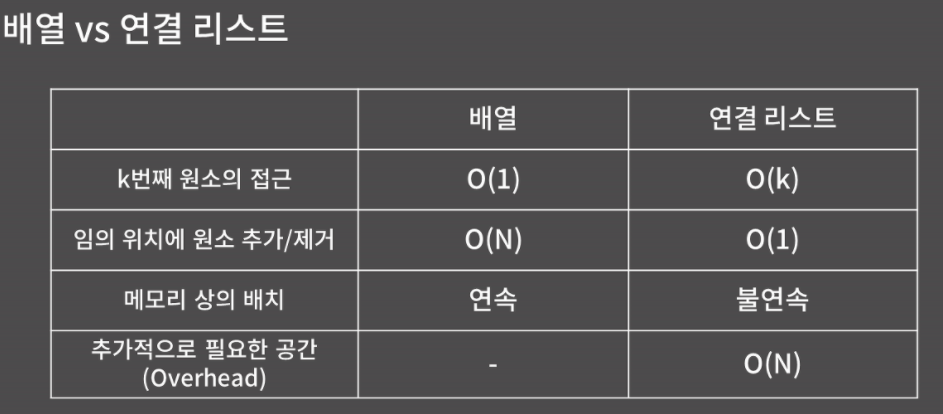 배열 vs 연결 리스트
배열 연결 리스트
k번째 원소의 접근 O(1) O(k)
임의 위치에 원소 추가/제거 O(N) O(1)
메모리 상의 배치 연속 불연속
추가적으로 필요한 공간
(Overhead) - O(N)